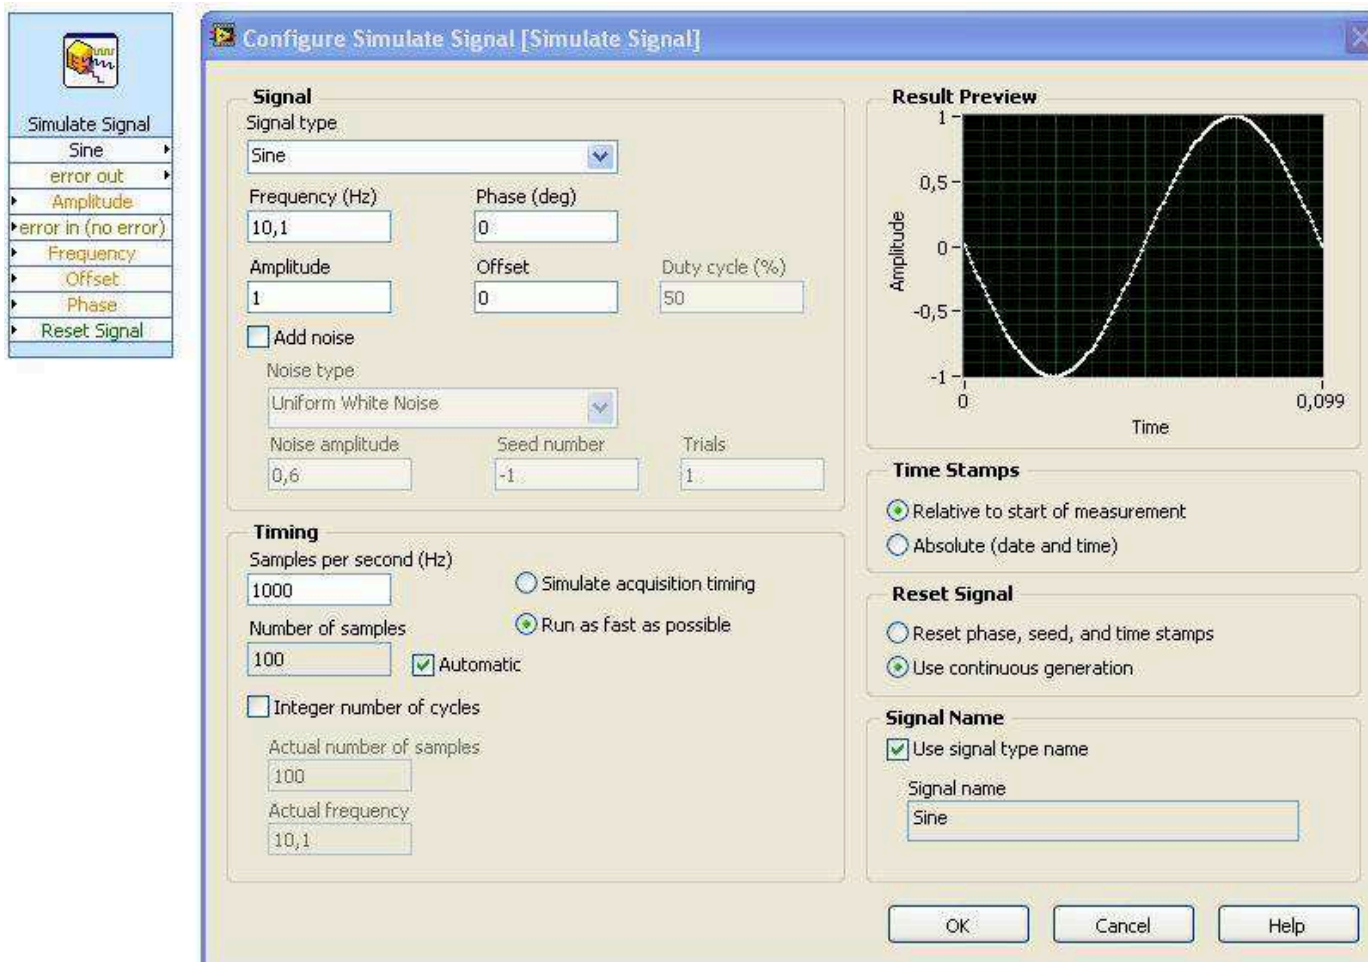 Simulate Signal
Sine
error out
Amplitude
error in (no error)
Frequency
Offset
Phase
Reset Signal
Configure Simulate Signal [Simulate Signal]
Signal
Signal type
Sine
Frequency (Hz) Phase (deg)
10,1 0
Amplitude Offset Duty cycle (%)
1 0 50
Add noise
Noise type
Uniform White Noise
Noise amplitude Seed number Trials
0,6 -1 1
Timing
Samples per second (Hz)
1000
Simulate acquisition timing
Run as fast as possible
Number of samples
100 Automatic
Integer number of cycles
Actual number of samples
100
Actual frequency
10,1
Result Preview
1
0,5
0
-0,5
-1
Amplitude
0 0,099
Time
Time Stamps
Relative to start of measurement
Absolute (date and time)
Reset Signal
Reset phase, seed, and time stamps
Use continuous generation
Signal Name
Use signal type name
Signal name
Sine
OK Cancel Help